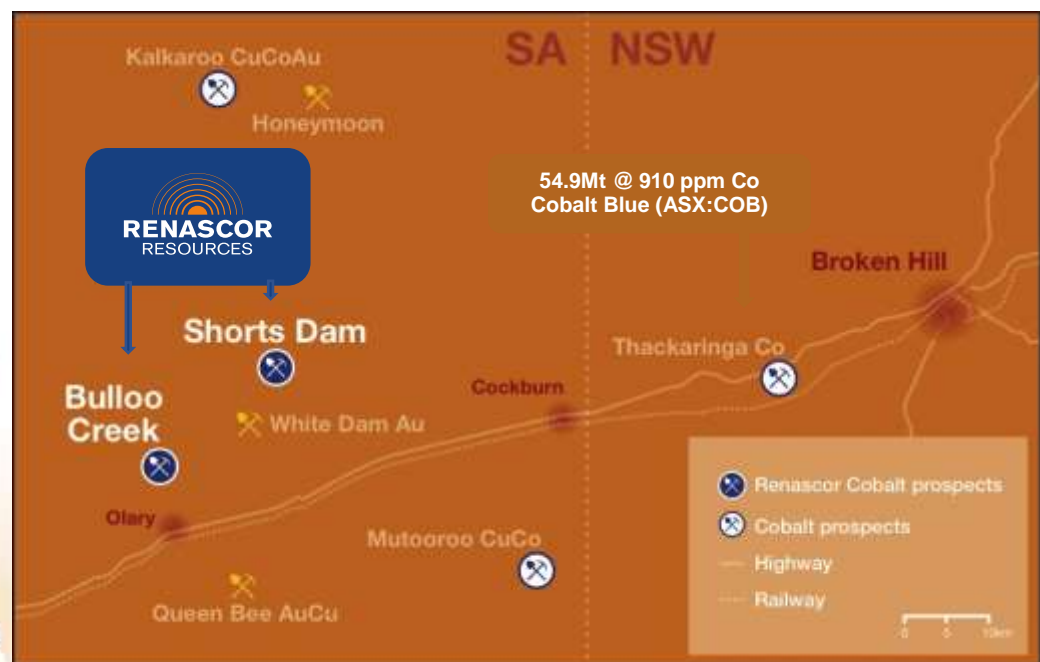 SA NSW
Kalkaroo CuCoAu
Honeymoon
RENASCOR
RESOURCES
54.9Mt @ 910 ppm Co
Cobalt Blue (ASX:COB)
Broken Hill
Shorts Dam
Thackaringa Co
Cockburn
Bulloo
Creek
White Dam Au
Olary
Mutooroo CuCo
Queen Bee AuCu
Renascor Cobalt prospects
Cobalt prospects
Highway
Railway
0 5 10km